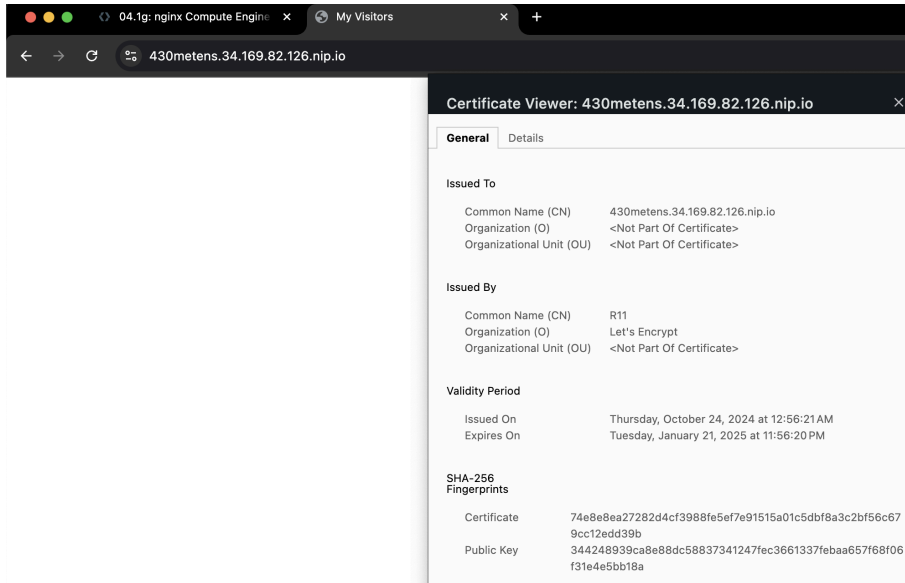 04.1g: nginx Compute Engine
My Visitors
430metens.34.169.82.126.nip.io
Certificate Viewer: 430metens.34.169.82.126.nip.io
General Details
Issued To
Common Name (CN) 430metens.34.169.82.126.nip.io
Organization (O) <Not Part Of Certificate>
Organizational Unit (OU) <Not Part Of Certificate>
Issued By
Common Name (CN) R11
Organization (O) Let's Encrypt
Organizational Unit (OU) <Not Part Of Certificate>
Validity Period
Issued On Thursday, October 24, 2024 at 12:56:21 AM
Expires On Tuesday, January 21, 2025 at 11:56:20 PM
SHA-256
Fingerprints
Certificate 74e8e8ea27282d4cf3988fe5ef7e91515a01c5dbf8a3c2bf56c67
9cc12edd39b
Public Key 344248939ca8e88dc58837341247fec3661337febaa657f68f06
f31e4e5bb18a